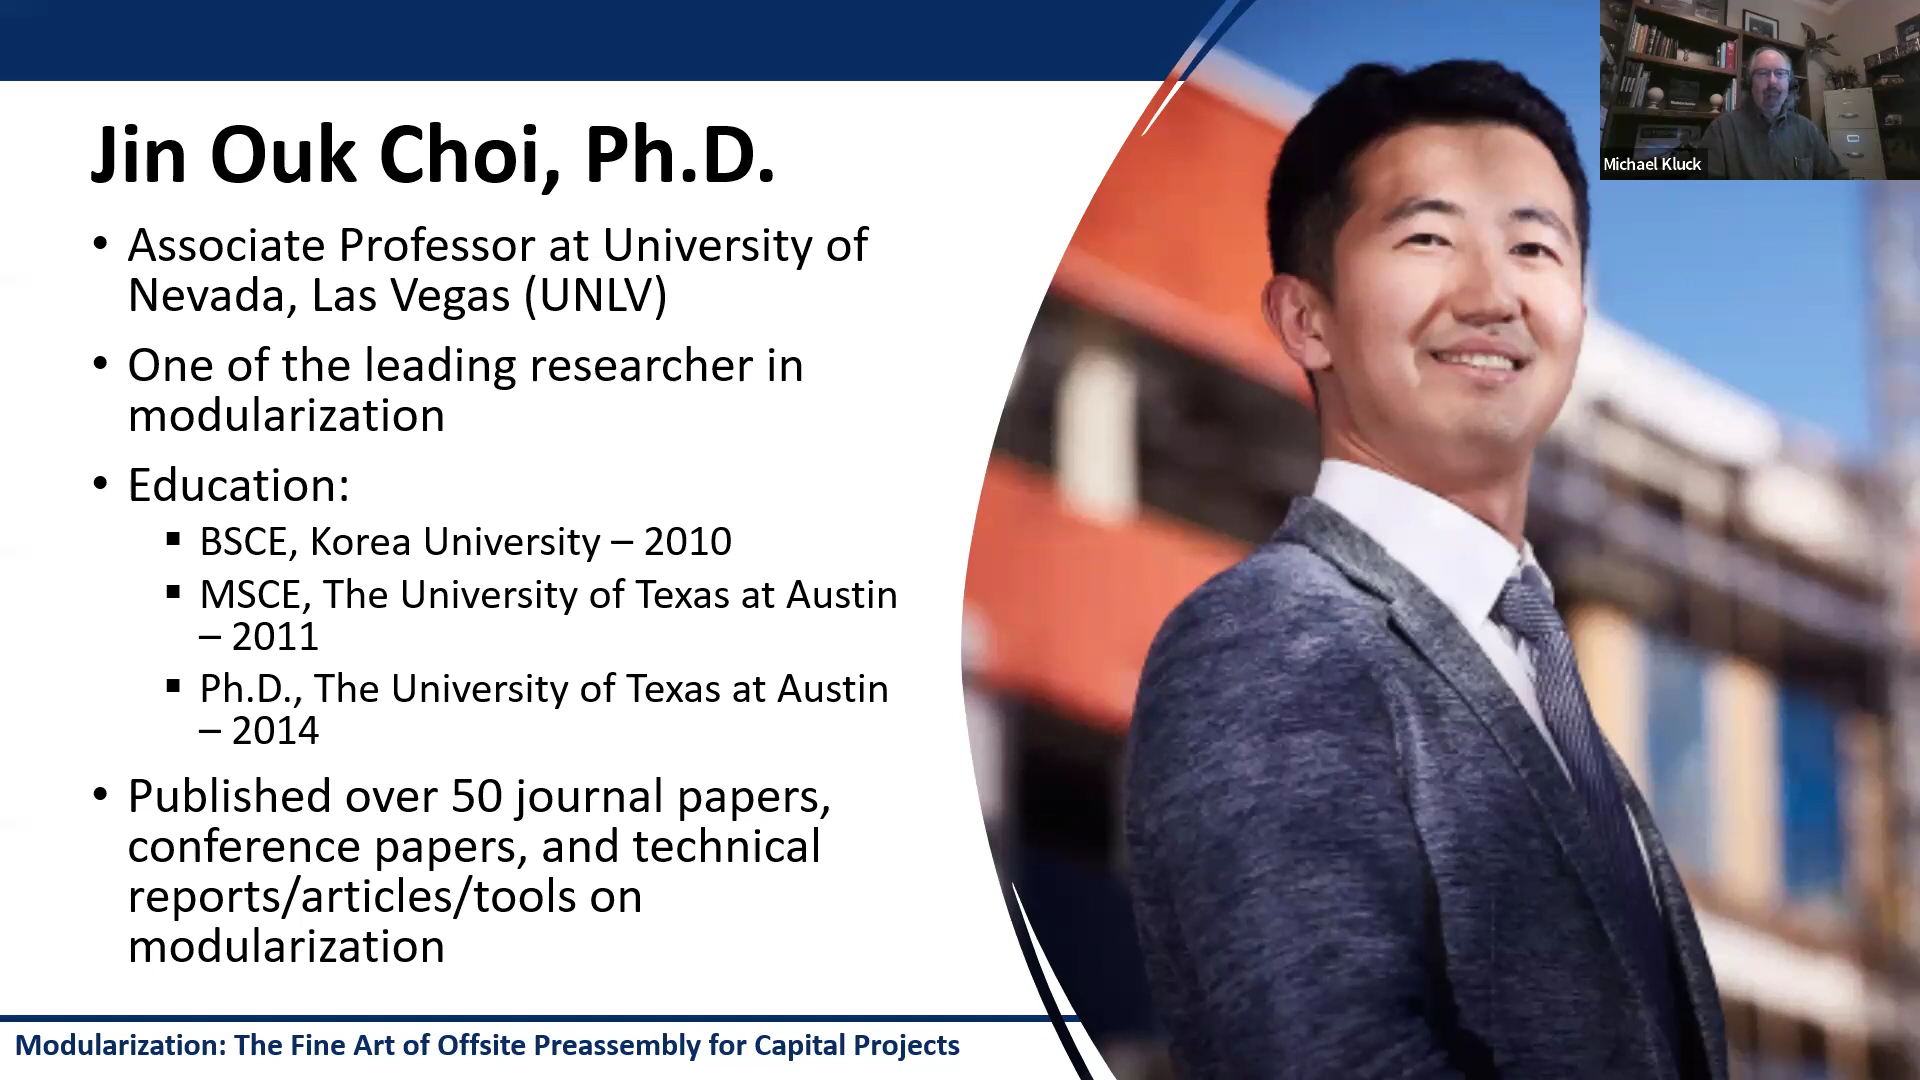 Michael Kluck
Jin Ouk Choi, Ph.D.
• Associate Professor at University of
Nevada, Las Vegas (UNLV)
• One of the leading researcher in
modularization
• Education:
▪ BSCE, Korea University – 2010
▪ MSCE, The University of Texas at Austin
– 2011
▪ Ph.D., The University of Texas at Austin
– 2014
• Published over 50 journal papers,
conference papers, and technical
reports/articles/tools on
modularization
Modularization: The Fine Art of Offsite Preassembly for Capital Projects